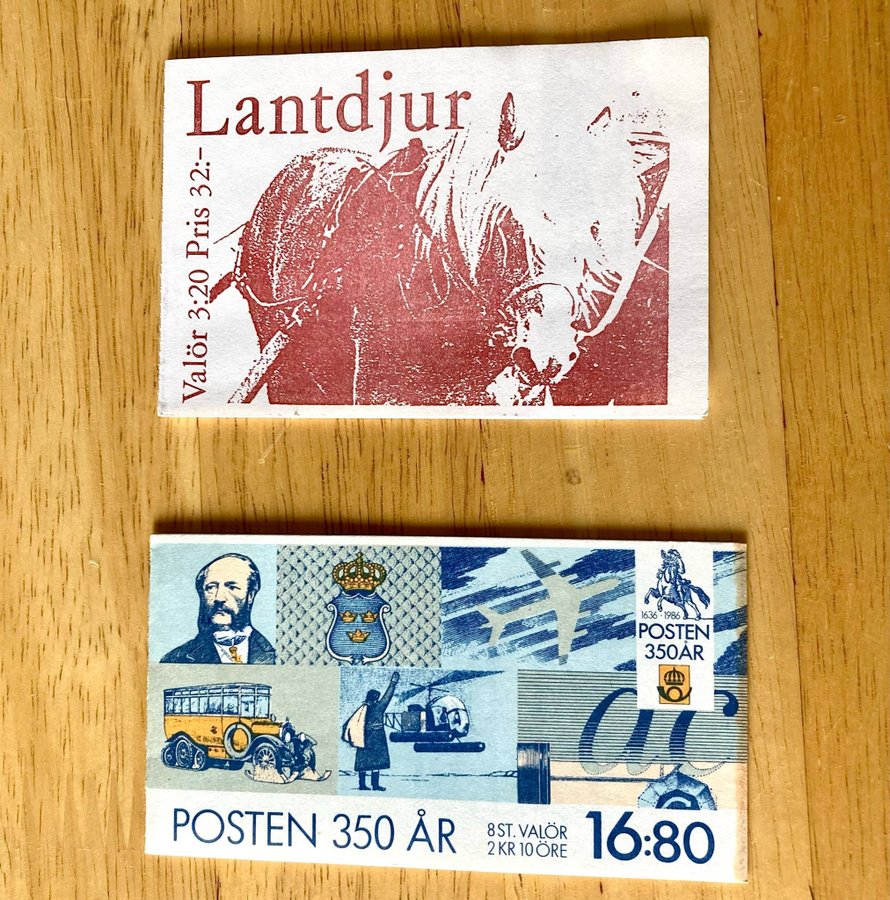 Lantdjur
Valör 3:20 Pris 32:-
1636 - 1986
POSTEN
350 ÅR
ac
POSTEN 350 ÅR
8 ST. VALÖR
2 KR 10 ÖRE
16:80